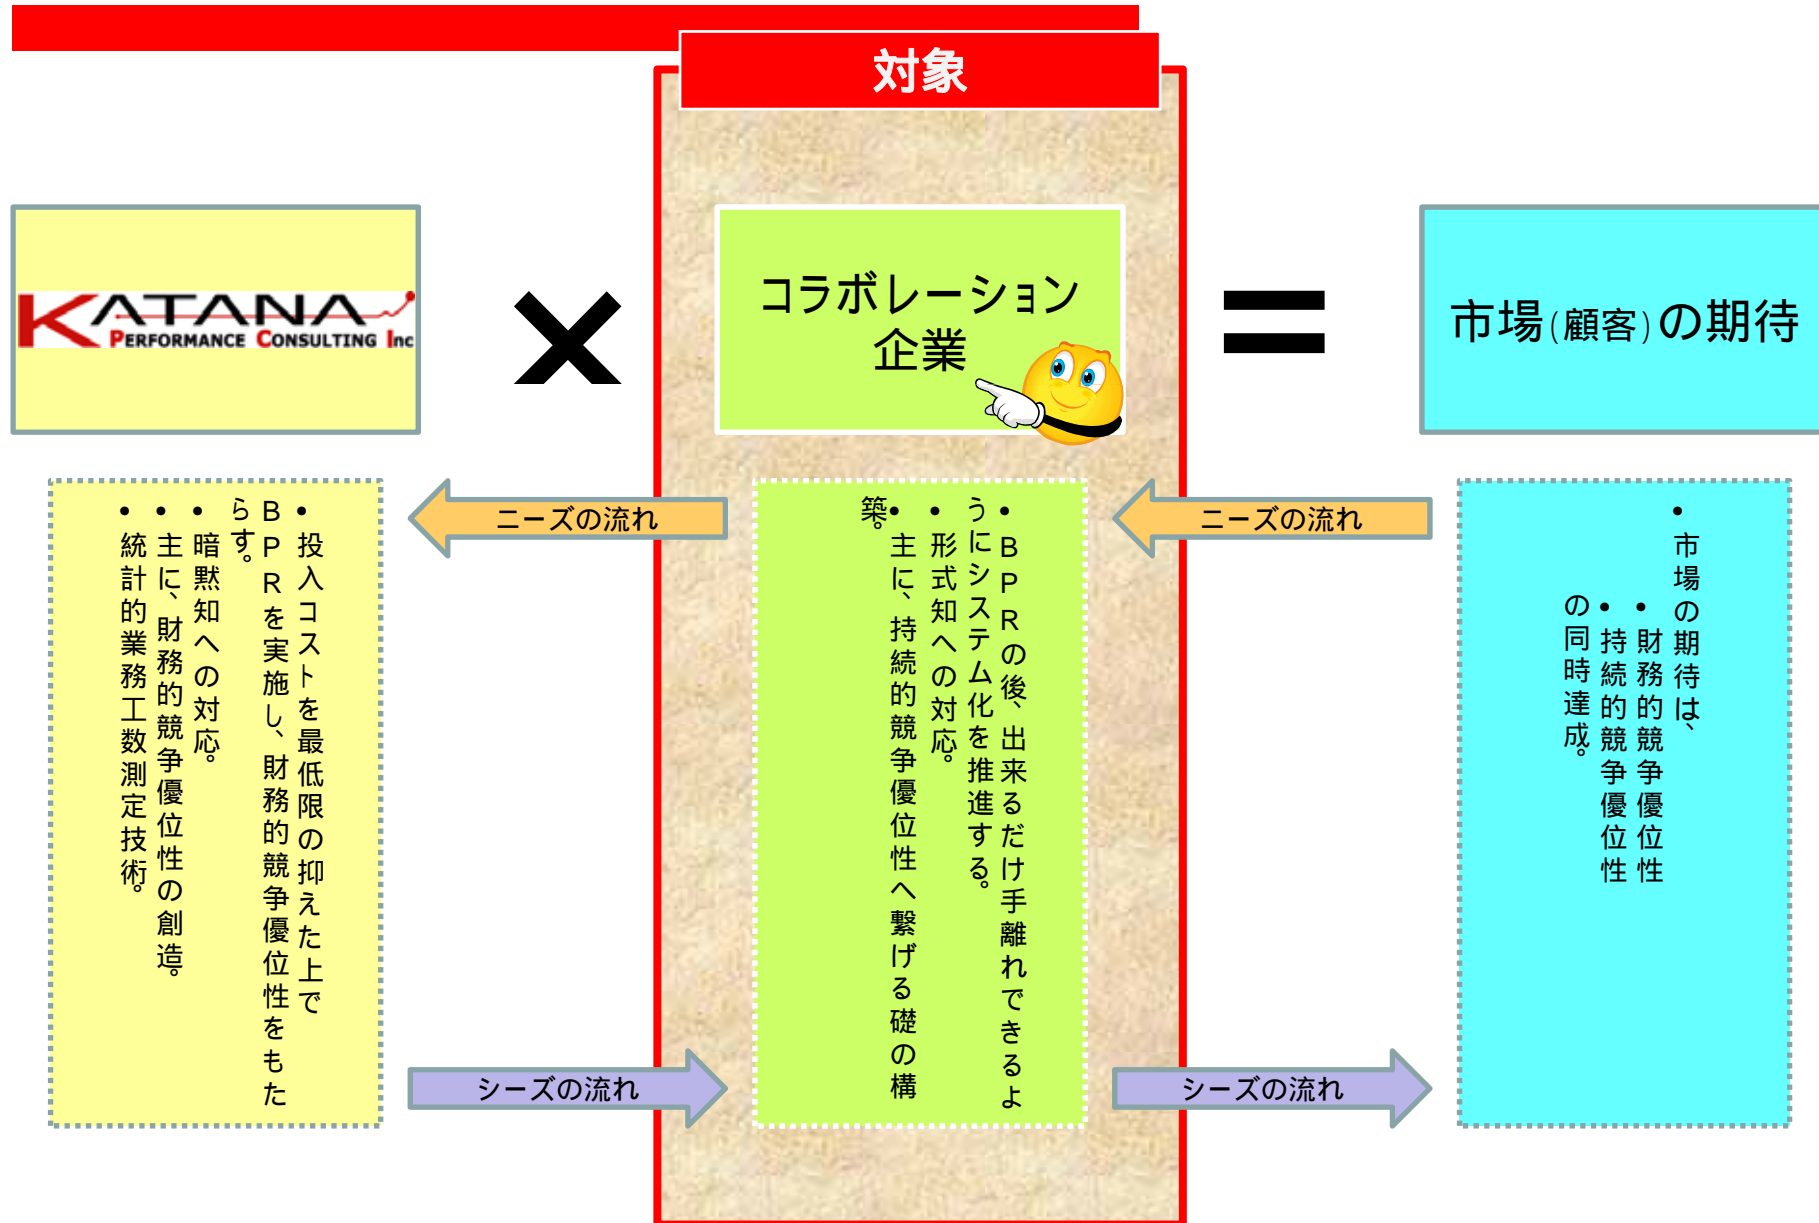 対象
KATANA
PERFORMANCE CONSULTING Inc
×
コラボレーション
企業
=
市場(顧客)の期待
ニーズの流れ
ニーズの流れ
• 投入コストを最低限の抑えた上で
BPRを実施し、財務的競争優位性をもた
らす。
• 暗黙知への対応。
• 主に、財務的競争優位性の創造。
• 統計的業務工数測定技術。
• BPRの後、出来るだけ手離れできるよ
うにシステム化を推進する。
• 形式知への対応。
• 主に、持続的競争優位性へ繋げる礎の構
築。
• 市場の期待は、
• 財務的競争優位性
• 持続的競争優位性
の同時達成。
シーズの流れ
シーズの流れ